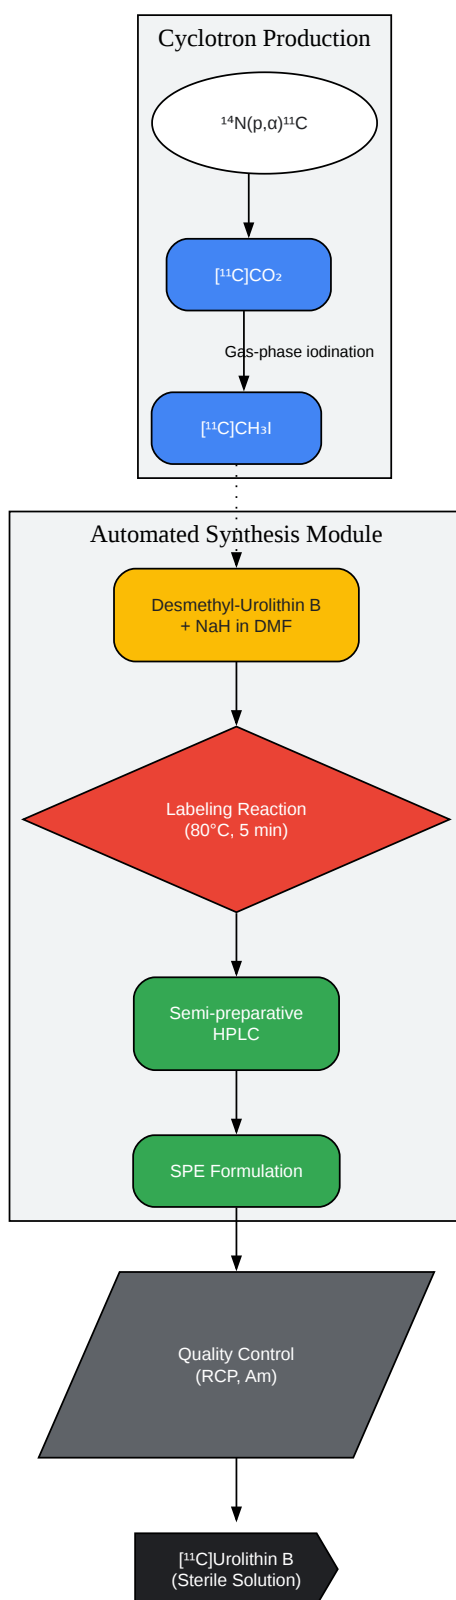 Cyclotron Production
¹⁴N(p,α)¹¹C
[¹¹C]CO₂
Gas-phase iodination
[¹¹C]CH₃I
Automated Synthesis Module
Desmethyl-Urolithin B
+ NaH in DMF
Labeling Reaction
(80°C, 5 min)
Semi-preparative
HPLC
SPE Formulation
Quality Control
(RCP, Am)
[¹¹C]Urolithin B
(Sterile Solution)